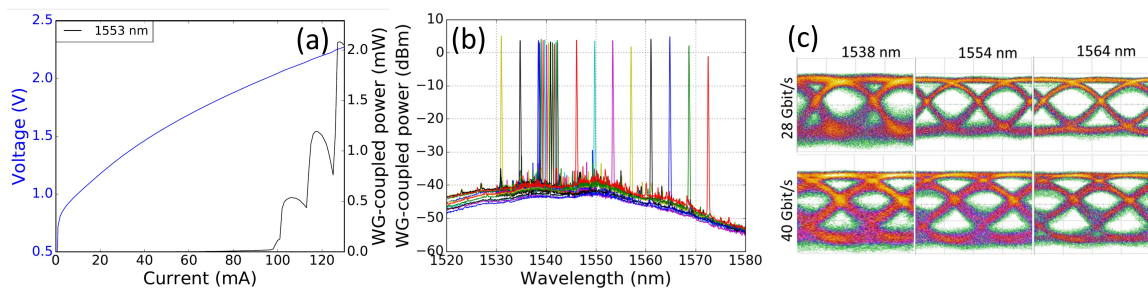 (a)
1553 nm
Voltage (V)
2.5
2.0
1.5
1.0
0.5
WG-coupled power (mW)
2.0
1.5
1.0
0.5
0.0
0 20 40 60 80 100 120
Current (mA)
(b)
WG-coupled power (dBm)
10
0
−10
−20
−30
−40
−50
−60
1520 1530 1540 1550 1560 1570 1580
Wavelength (nm)
(c)
1538 nm 1554 nm 1564 nm
28 Gbit/s
40 Gbit/s